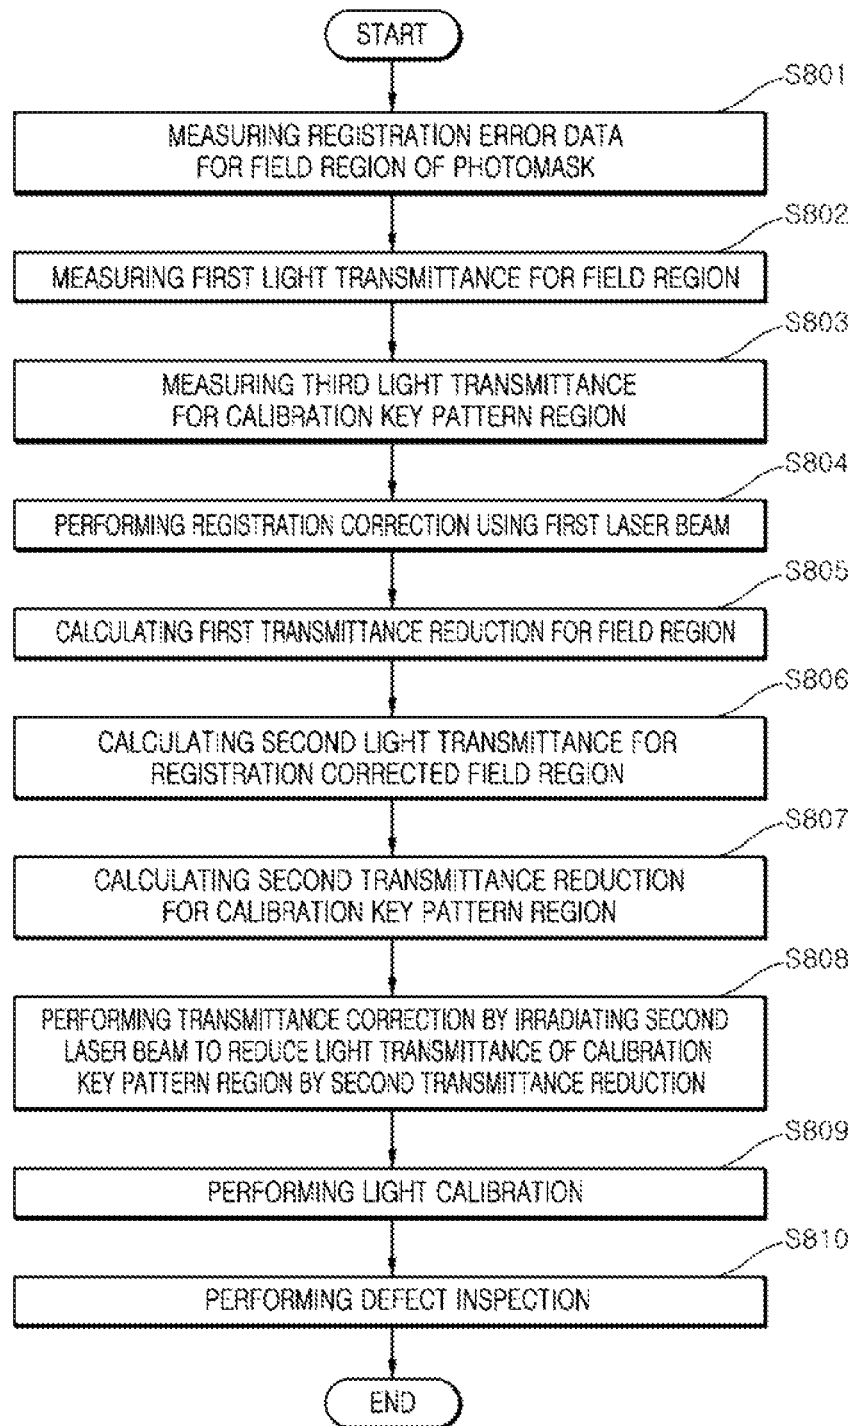 START
S801
MEASURING REGISTRATION ERROR DATA
FOR FIELD REGION OF PHOTOMASK
S802
MEASURING FIRST LIGHT TRANSMITTANCE FOR FIELD REGION
S803
MEASURING THIRD LIGHT TRANSMITTANCE
FOR CALIBRATION KEY PATTERN REGION
S804
PERFORMING REGISTRATION CORRECTION USING FIRST LASER BEAM
S805
CALCULATING FIRST TRANSMITTANCE REDUCTION FOR FIELD REGION
S806
CALCULATING SECOND LIGHT TRANSMITTANCE FOR
REGISTRATION CORRECTED FIELD REGION
S807
CALCULATING SECOND TRANSMITTANCE REDUCTION
FOR CALIBRATION KEY PATTERN REGION
S808
PERFORMING TRANSMITTANCE CORRECTION BY IRRADIATING SECOND
LASER BEAM TO REDUCE LIGHT TRANSMITTANCE OF CALIBRATION
KEY PATTERN REGION BY SECOND TRANSMITTANCE REDUCTION
S809
PERFORMING LIGHT CALIBRATION
S810
PERFORMING DEFECT INSPECTION
END